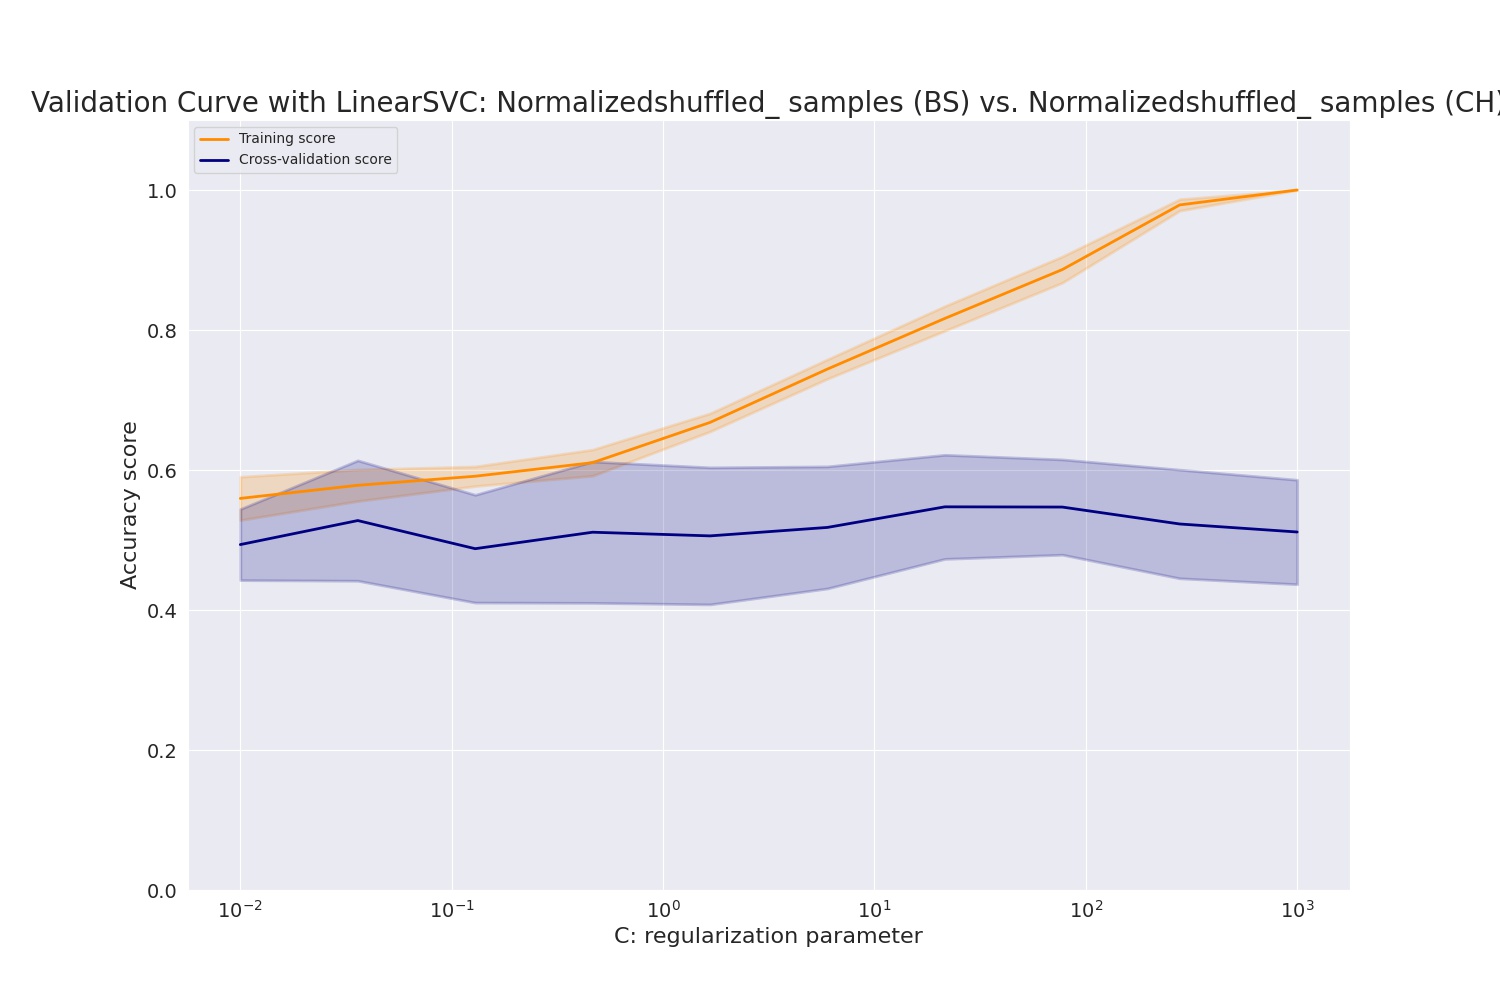 Validation Curve with LinearSVC: Normalizedshuffled_ samples (BS) vs. Normalizedshuffled_ samples (CH)
Training score
Cross-validation score
1.0
0.8
0.6
0.4
0.2
0.0
Accuracy score
10⁻² 10⁻¹ 10⁰ 10¹ 10² 10³
C: regularization parameter